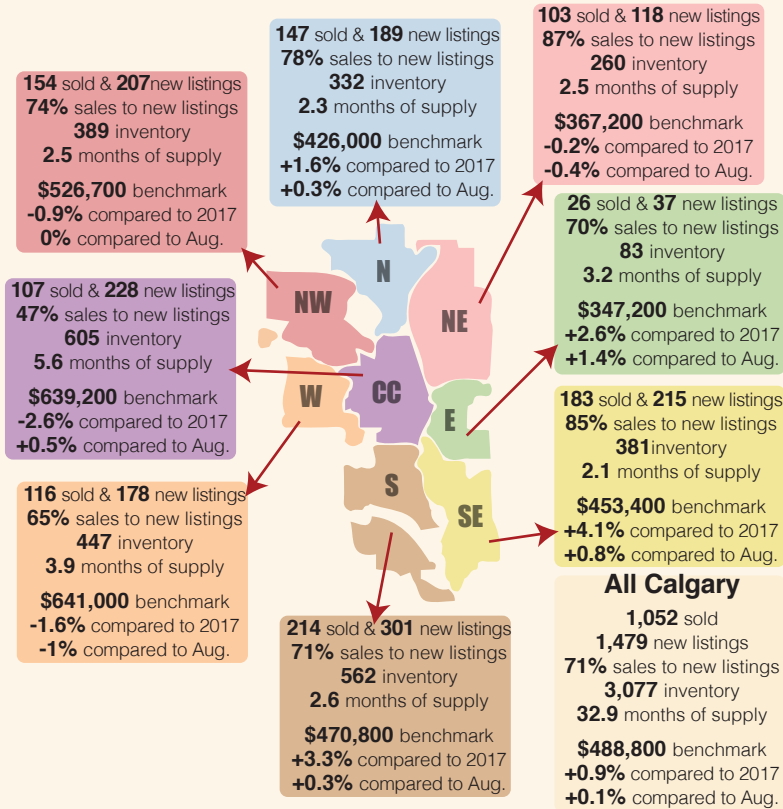 147 sold & 189 new listings
78% sales to new listings
332 inventory
2.3 months of supply
$426,000 benchmark
+1.6% compared to 2017
+0.3% compared to Aug.
103 sold & 118 new listings
87% sales to new listings
260 inventory
2.5 months of supply
$367,200 benchmark
-0.2% compared to 2017
-0.4% compared to Aug.
154 sold & 207new listings
74% sales to new listings
389 inventory
2.5 months of supply
$526,700 benchmark
-0.9% compared to 2017
0% compared to Aug.
26 sold & 37 new listings
70% sales to new listings
83 inventory
3.2 months of supply
$347,200 benchmark
+2.6% compared to 2017
+1.4% compared to Aug.
107 sold & 228 new listings
47% sales to new listings
605 inventory
5.6 months of supply
$639,200 benchmark
-2.6% compared to 2017
+0.5% compared to Aug.
N
NW
NE
W
CC
E
S
SE
183 sold & 215 new listings
85% sales to new listings
381inventory
2.1 months of supply
$453,400 benchmark
+4.1% compared to 2017
+0.8% compared to Aug.
116 sold & 178 new listings
65% sales to new listings
447 inventory
3.9 months of supply
$641,000 benchmark
-1.6% compared to 2017
-1% compared to Aug.
214 sold & 301 new listings
71% sales to new listings
562 inventory
2.6 months of supply
$470,800 benchmark
+3.3% compared to 2017
+0.3% compared to Aug.
All Calgary
1,052 sold
1,479 new listings
71% sales to new listings
3,077 inventory
32.9 months of supply
$488,800 benchmark
+0.9% compared to 2017
+0.1% compared to Aug.